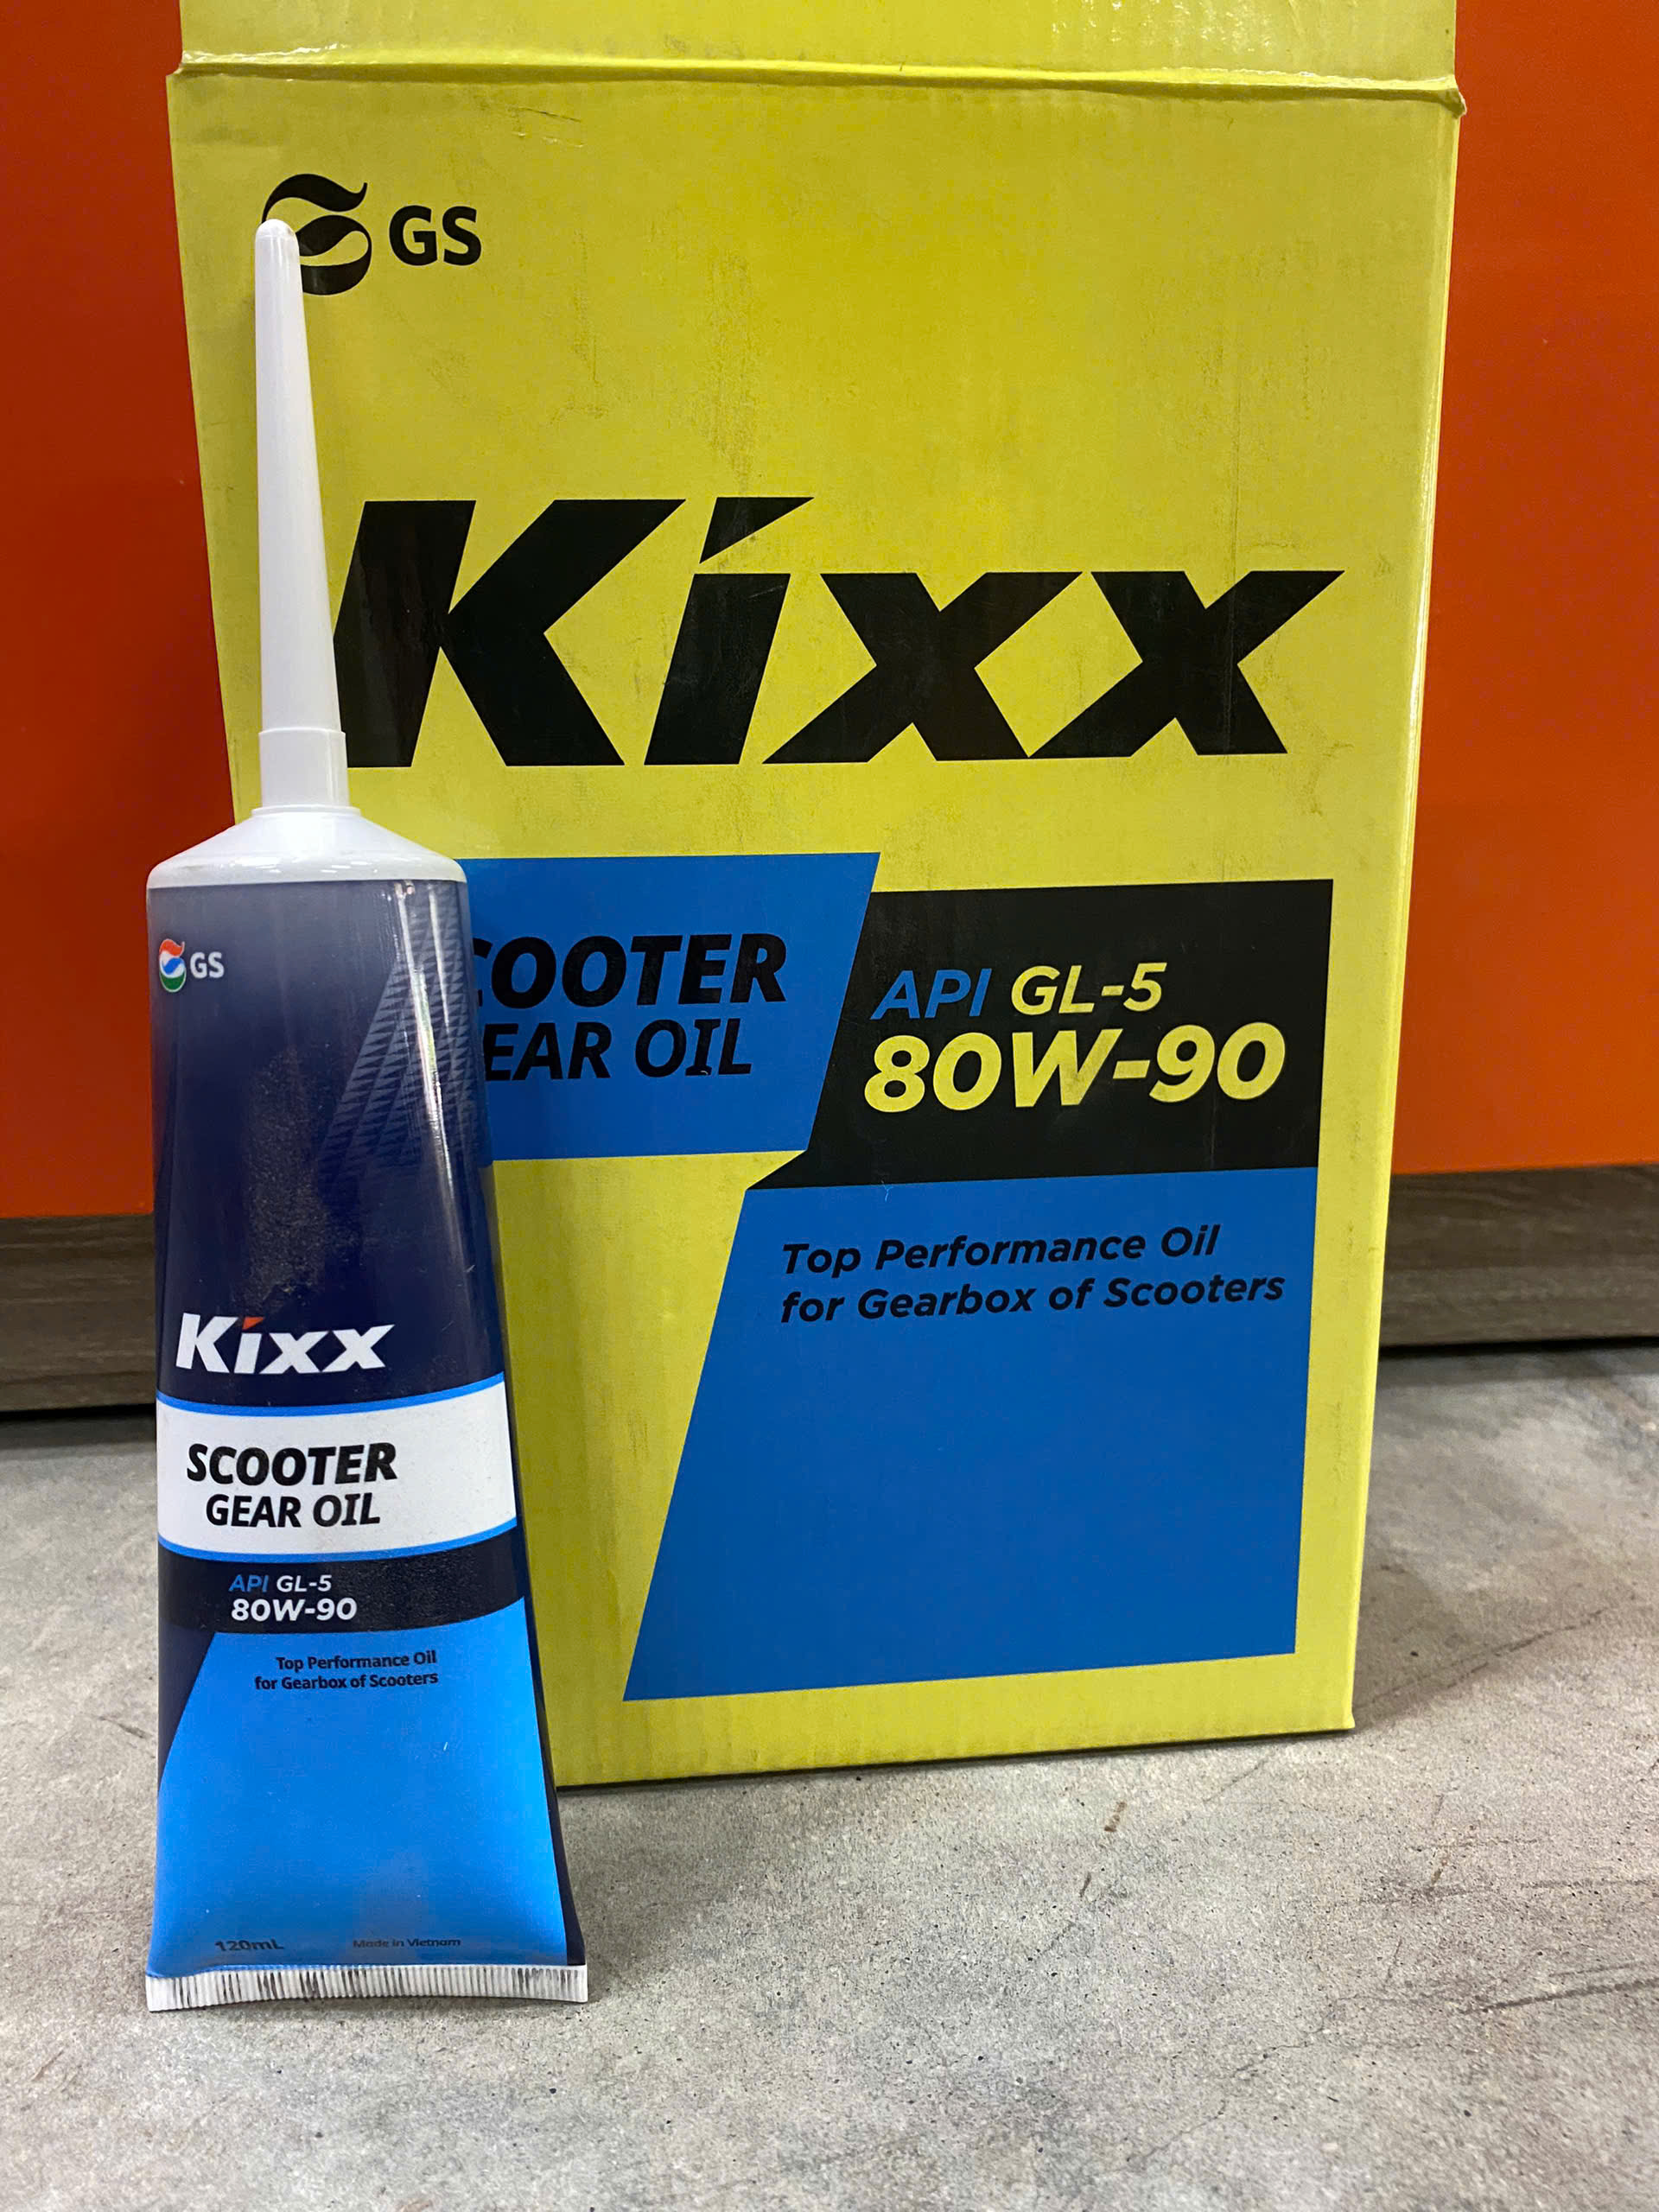 GS
Kixx
COOTER
EAR OIL
API GL-5
80W-90
Top Performance Oil
for Gearbox of Scooters
GS
Kixx
SCOOTER
GEAR OIL
API GL-5
80W-90
Top Performance Oil
for Gearbox of Scooters
120mL Made in Vietnam